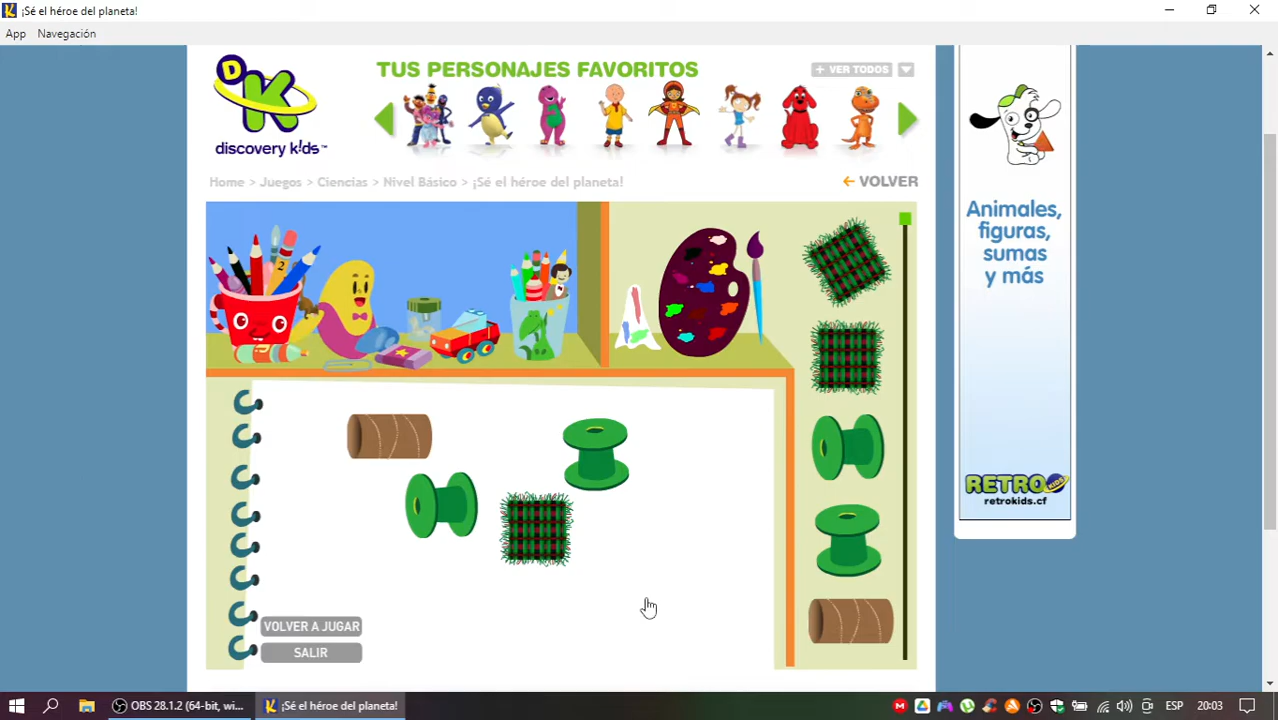 ¡Sé el héroe del planeta!
App Navegación
D K
discovery k!ds™
TUS PERSONAJES FAVORITOS
+ VER TODOS
Home > Juegos > Ciencias > Nivel Básico > ¡Sé el héroe del planeta!
VOLVER
2
VOLVER A JUGAR
SALIR
Animales,
figuras,
sumas
y más
RETRO KIDS
retrokids.cf
OBS 28.1.2 (64-bit, wi...
¡Sé el héroe del planeta!
ESP
20:03